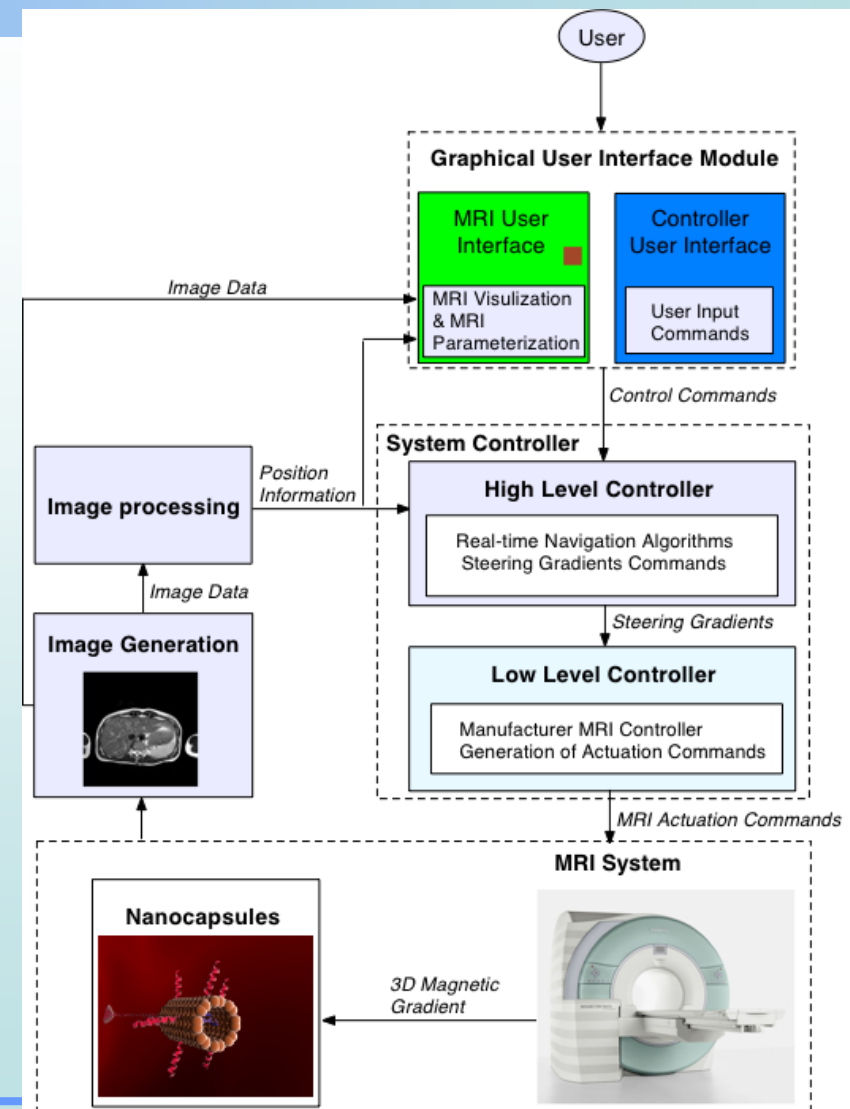 User
Graphical User Interface Module
MRI User
Interface
MRI Visulization
& MRI
Parameterization
Controller
User Interface
User Input
Commands
Image Data
Control Commands
System Controller
High Level Controller
Real-time Navigation Algorithms
Steering Gradients Commands
Position
Information
Image processing
Image Data
Image Generation
Steering Gradients
Low Level Controller
Manufacturer MRI Controller
Generation of Actuation Commands
MRI Actuation Commands
MRI System
Nanocapsules
3D Magnetic
Gradient